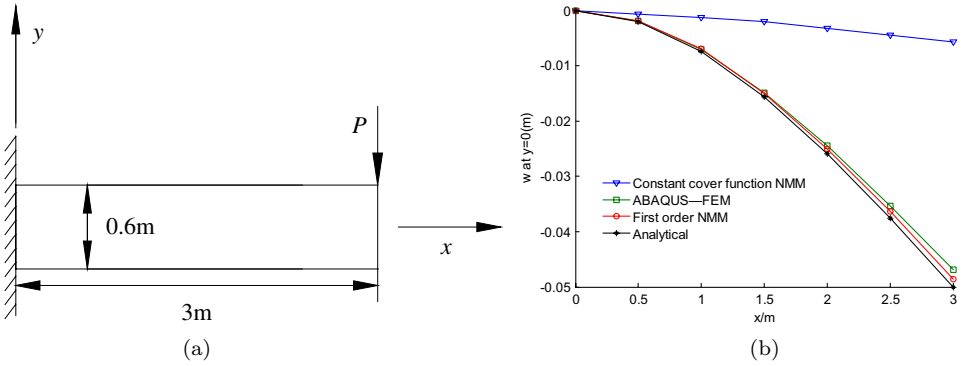 y
P
0.6m
x
3m
(a)
0
-0.01
-0.02
-0.03
-0.04
-0.05
w at y=0(m)
Constant cover function NMM
ABAQUS—FEM
First order NMM
Analytical
0 0.5 1 1.5 2 2.5 3
x/m
(b)